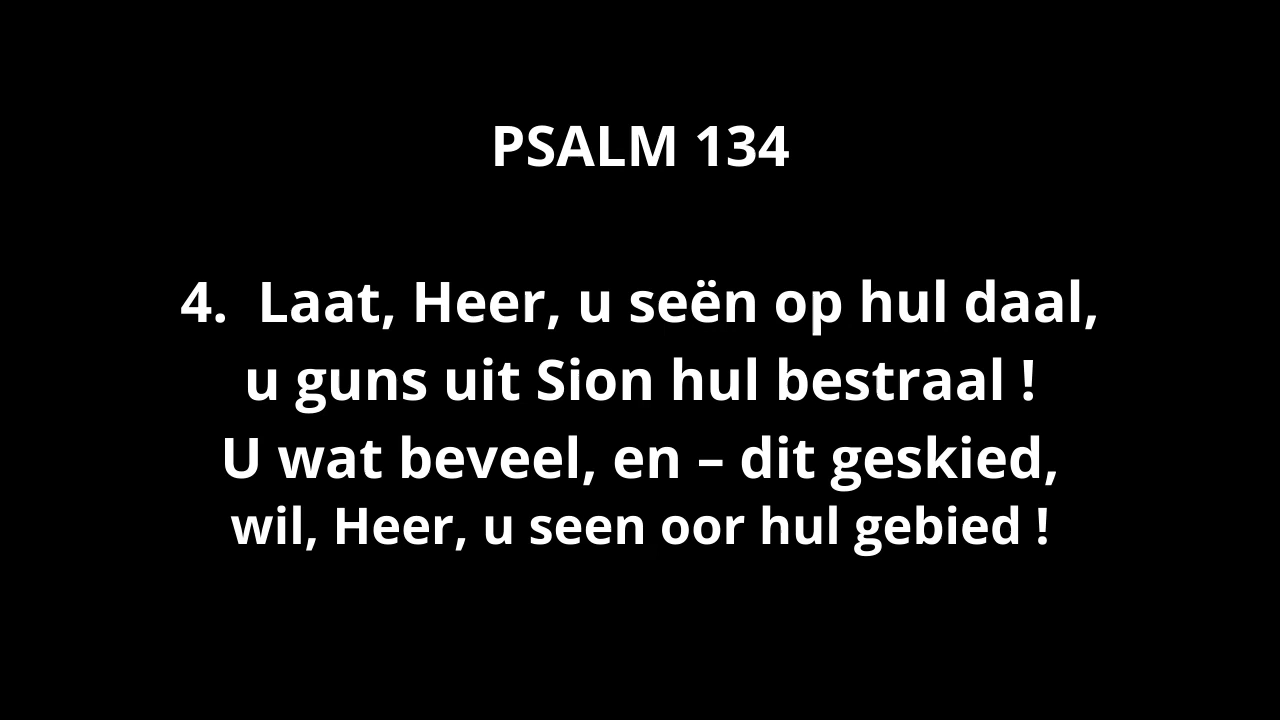 PSALM 134
4. Laat, Heer, u seën op hul daal,
u guns uit Sion hul bestraal !
U wat beveel, en – dit geskied,
wil, Heer, u seen oor hul gebied !